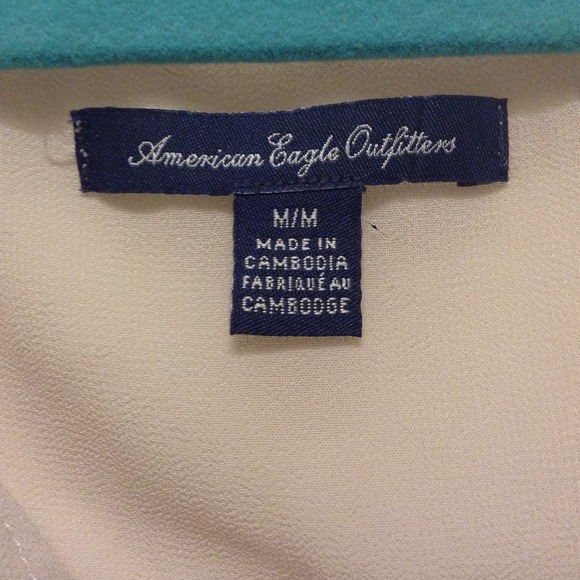 American Eagle Outfitters
M/M
MADE IN
CAMBODIA
FABRIQUÉ AU
CAMBODGE